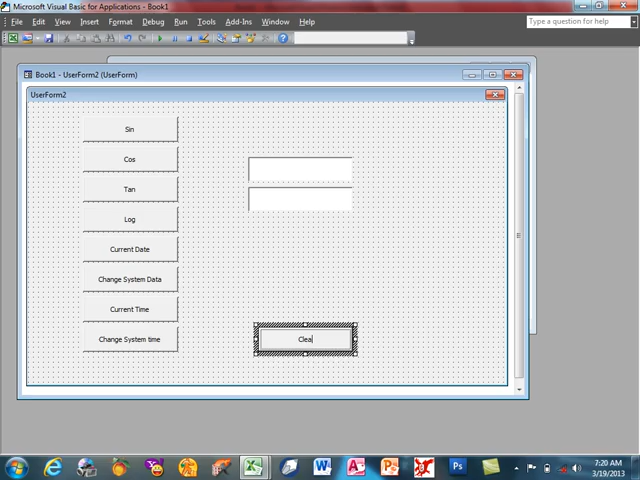 Microsoft Visual Basic for Applications - Book1
File Edit View Insert Format Debug Run Tools Add-Ins Window Help
Type a question for help
Book1 - UserForm2 (UserForm)
UserForm2
Sin
Cos
Tan
Log
Current Date
Change System Data
Current Time
Change System time
Clea
7:20 AM
3/19/2013